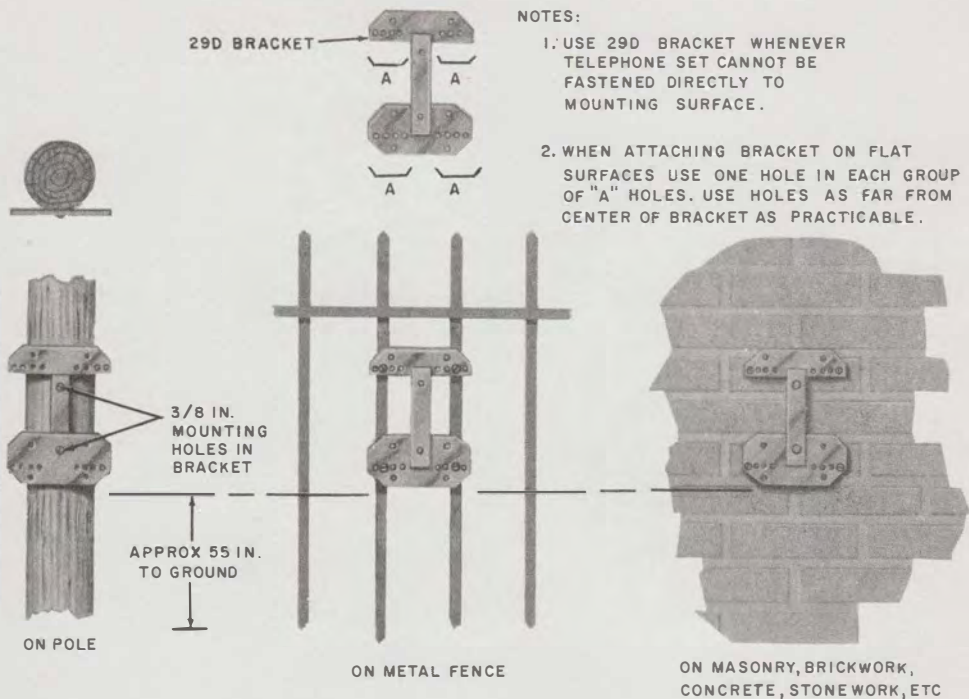 29D BRACKET
A A
A A
NOTES:
1. USE 29D BRACKET WHENEVER
TELEPHONE SET CANNOT BE
FASTENED DIRECTLY TO
MOUNTING SURFACE.
2. WHEN ATTACHING BRACKET ON FLAT
SURFACES USE ONE HOLE IN EACH GROUP
OF "A" HOLES. USE HOLES AS FAR FROM
CENTER OF BRACKET AS PRACTICABLE.
3/8 IN.
MOUNTING
HOLES IN
BRACKET
APPROX 55 IN.
TO GROUND
ON POLE
ON METAL FENCE
ON MASONRY, BRICKWORK,
CONCRETE, STONEWORK, ETC